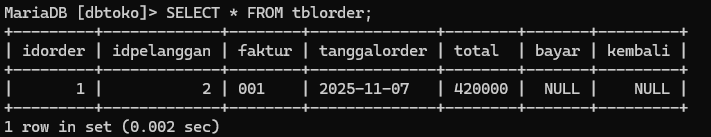 MariaDB [dbtoko]> SELECT * FROM tblorder;
+---------+-------------+--------+--------------+--------+-------+---------+
| idorder | idpelanggan | faktur | tanggalorder | total  | bayar | kembali |
+---------+-------------+--------+--------------+--------+-------+---------+
|       1 |           2 | 001    | 2025-11-07   | 420000 |  NULL |    NULL |
+---------+-------------+--------+--------------+--------+-------+---------+
1 row in set (0.002 sec)